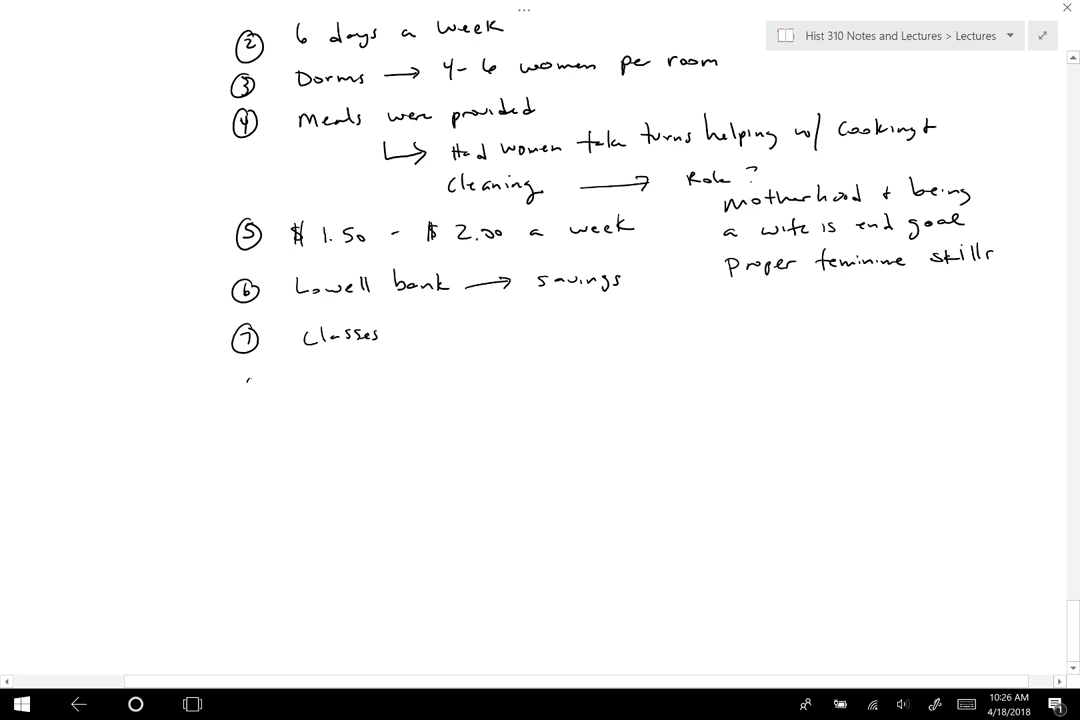 Hist 310 Notes and Lectures > Lectures
② 6 days a week
③ Dorms → 4-6 women per room
④ Meals were provided
↳ Had women take turns helping w/ cooking +
cleaning → Role?
Motherhood + being
a wife is end goal
Proper feminine skills
⑤ $1.50 - $2.00 a week
⑥ Lowell bank → savings
⑦ Classes
10:26 AM
4/18/2018
1